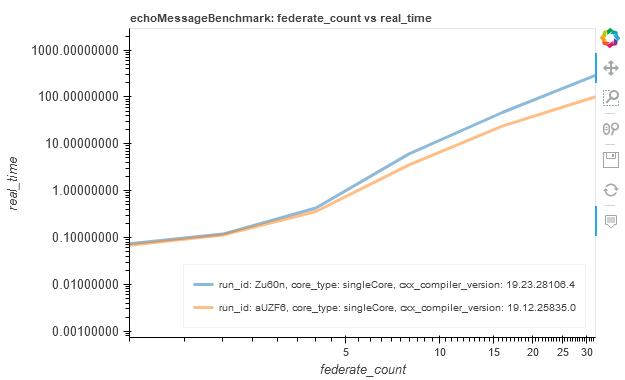 echoMessageBenchmark: federate_count vs real_time
1000.00000000
100.00000000
10.00000000
1.00000000
0.10000000
0.01000000
0.00100000
real_time
run_id: Zu60n, core_type: singleCore, cxx_compiler_version: 19.23.28106.4
run_id: aUZF6, core_type: singleCore, cxx_compiler_version: 19.12.25835.0
5 10 15 20 25 30
federate_count